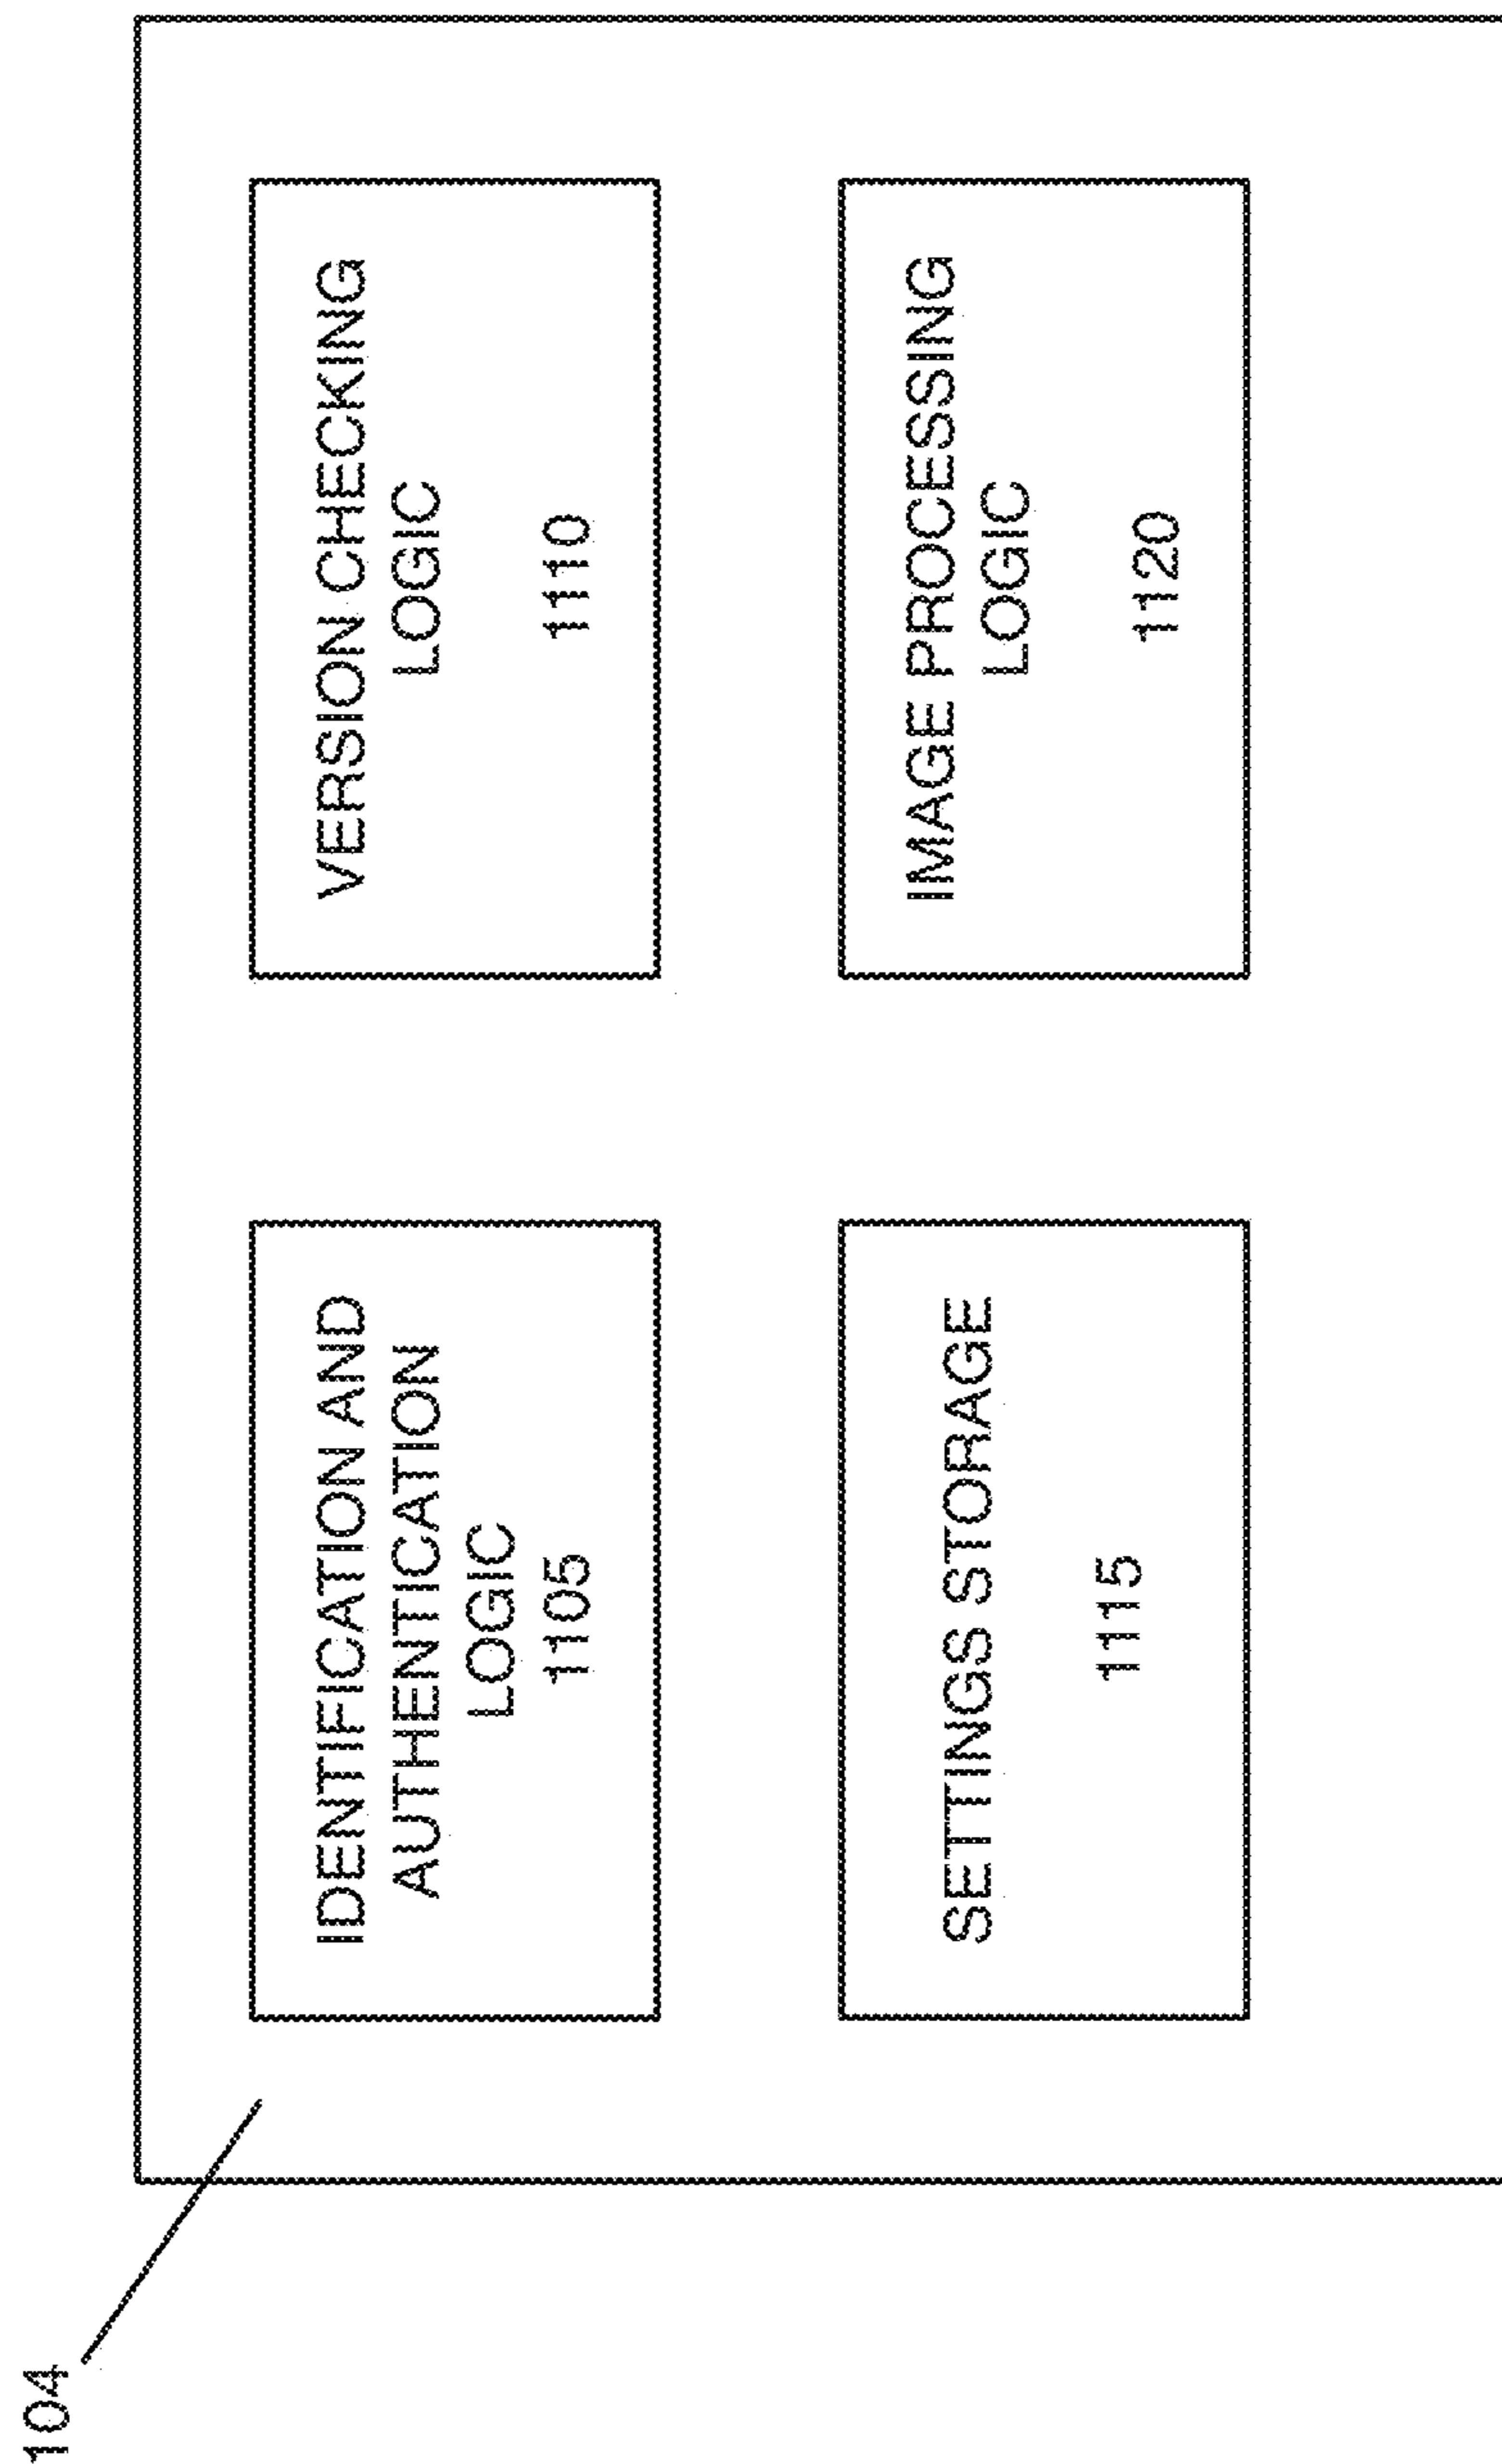 104
IDENTIFICATION AND
AUTHENTICATION
LOGIC
1105
VERSION CHECKING
LOGIC
1110
SETTINGS STORAGE
1115
IMAGE PROCESSING
LOGIC
1120